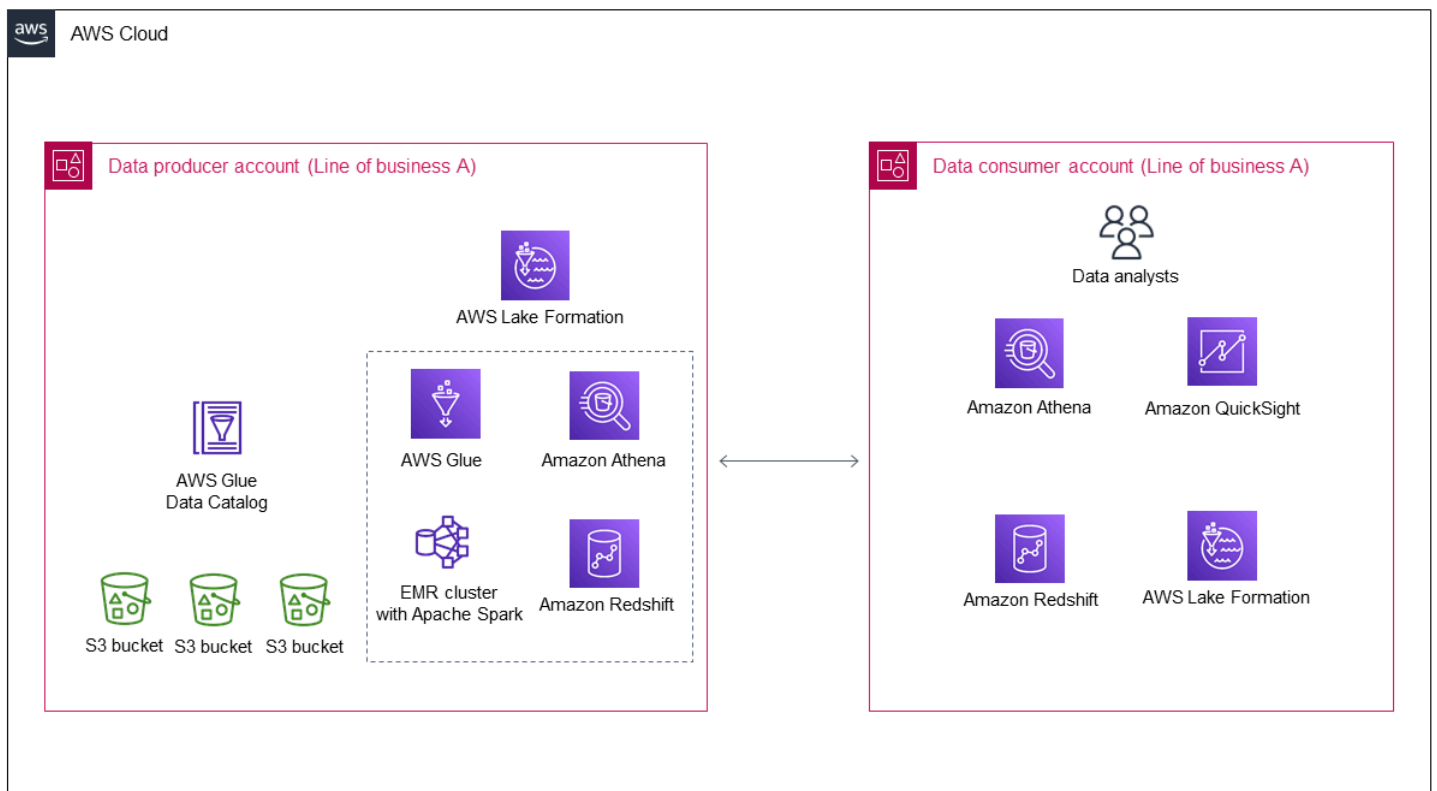 aws
AWS Cloud
Data producer account (Line of business A)
AWS Lake Formation
AWS Glue
Amazon Athena
AWS Glue
Data Catalog
EMR cluster
with Apache Spark
Amazon Redshift
S3 bucket
S3 bucket
S3 bucket
Data consumer account (Line of business A)
Data analysts
Amazon Athena
Amazon QuickSight
Amazon Redshift
AWS Lake Formation